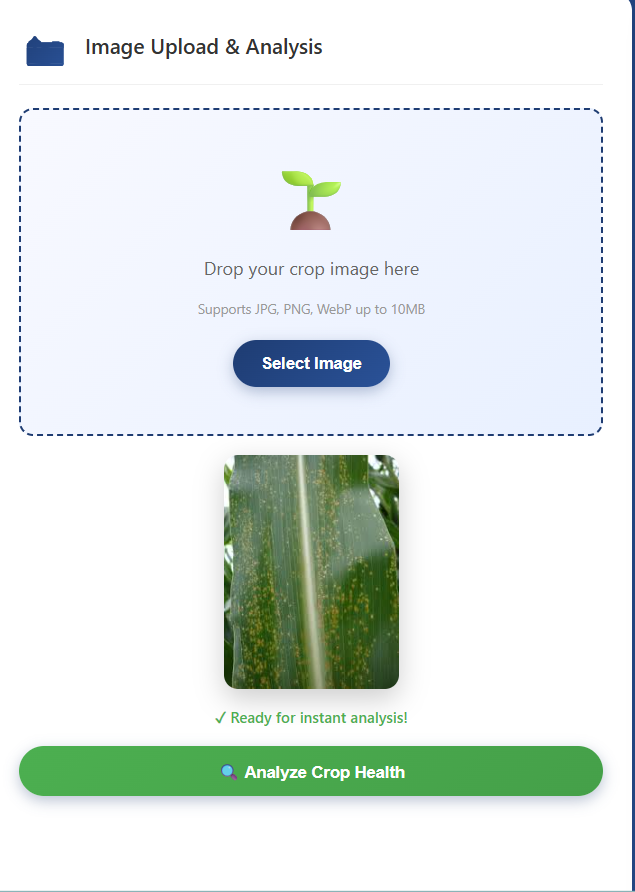 Image Upload & Analysis
Drop your crop image here
Supports JPG, PNG, WebP up to 10MB
Select Image
✓ Ready for instant analysis!
🔍 Analyze Crop Health